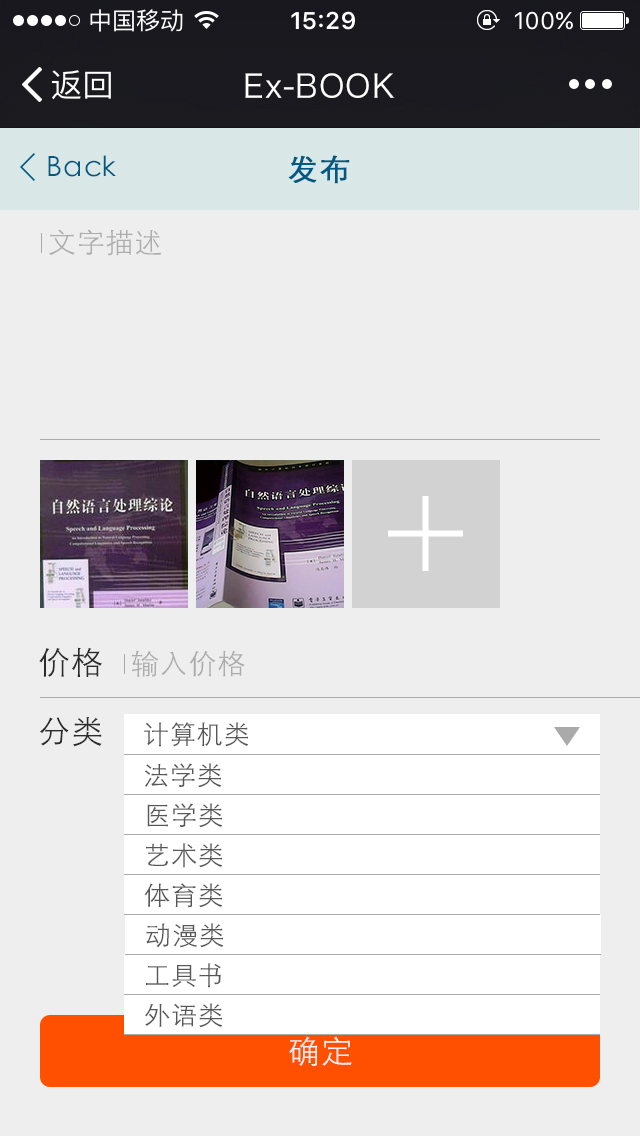 中国移动 15:29 100%
返回 Ex-BOOK
Back 发布
文字描述
自然语言处理综论
Speech and Language Processing
An Introduction to Natural Language Processing,
Computational Linguistics and Speech Recognition
SPEECH and
LANGUAGE
PROCESSING
自然语言处理综论
Speech and Language Processing
价格 输入价格
分类 计算机类
法学类
医学类
艺术类
体育类
动漫类
工具书
外语类
确定